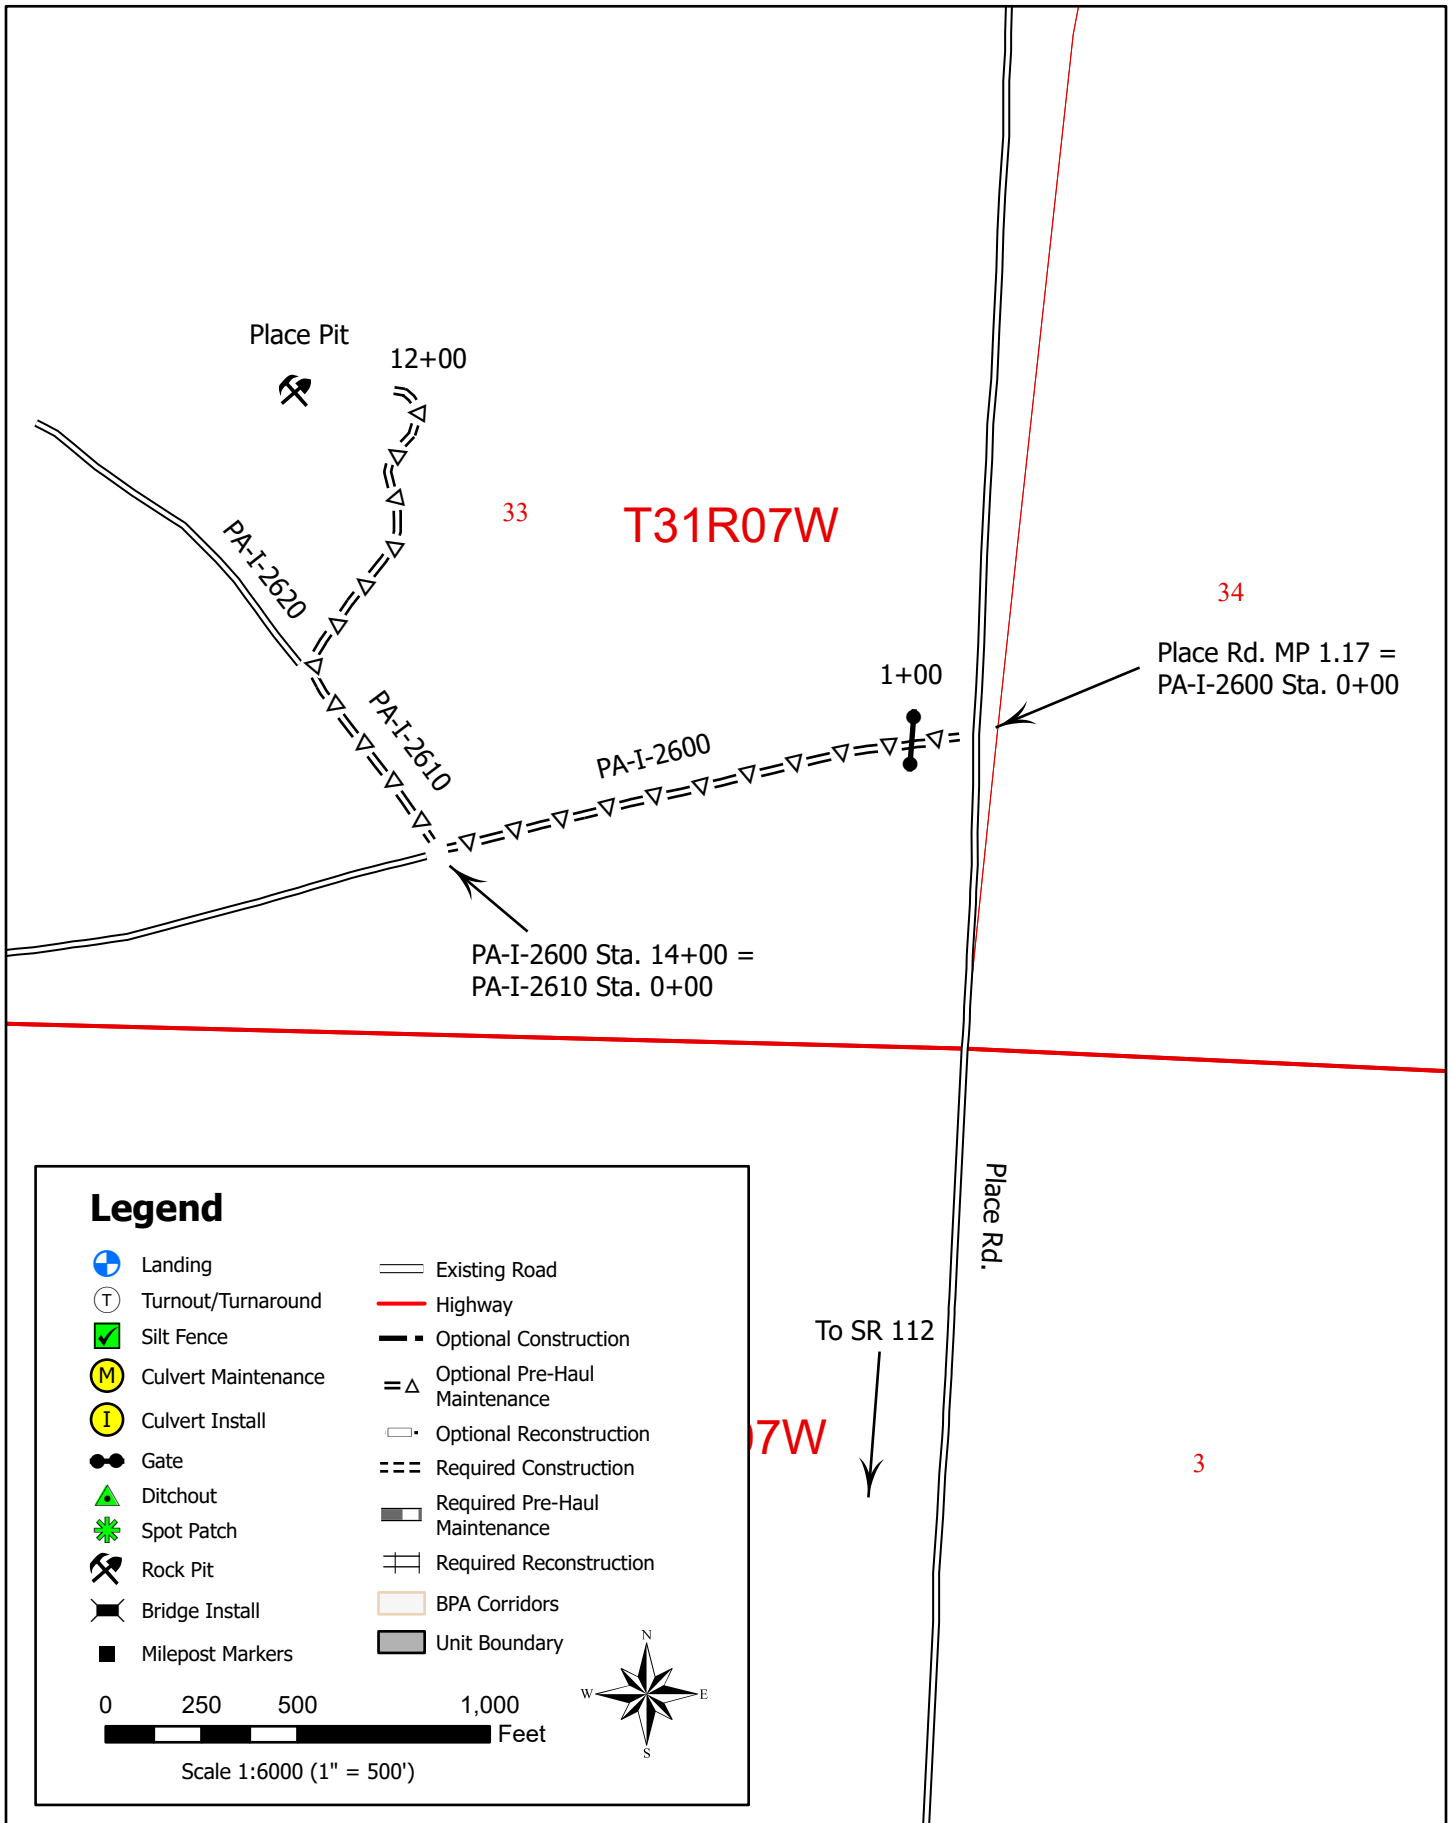 Place Pit
12+00
33
T31R07W
PA-I-2620
34
Place Rd. MP 1.17 =
PA-I-2600 Sta. 0+00
1+00
PA-I-2610
PA-I-2600
PA-I-2600 Sta. 14+00 =
PA-I-2610 Sta. 0+00
Place Rd.
To SR 112
7W
3
Legend
Landing
T
Turnout/Turnaround
Silt Fence
M
Culvert Maintenance
I
Culvert Install
Gate
Ditchout
Spot Patch
Rock Pit
Bridge Install
Milepost Markers
Existing Road
Highway
Optional Construction
Optional Pre-Haul
Maintenance
Optional Reconstruction
Required Construction
Required Pre-Haul
Maintenance
Required Reconstruction
BPA Corridors
Unit Boundary
N
W
E
S
0 250 500 1,000
Feet
Scale 1:6000 (1" = 500')